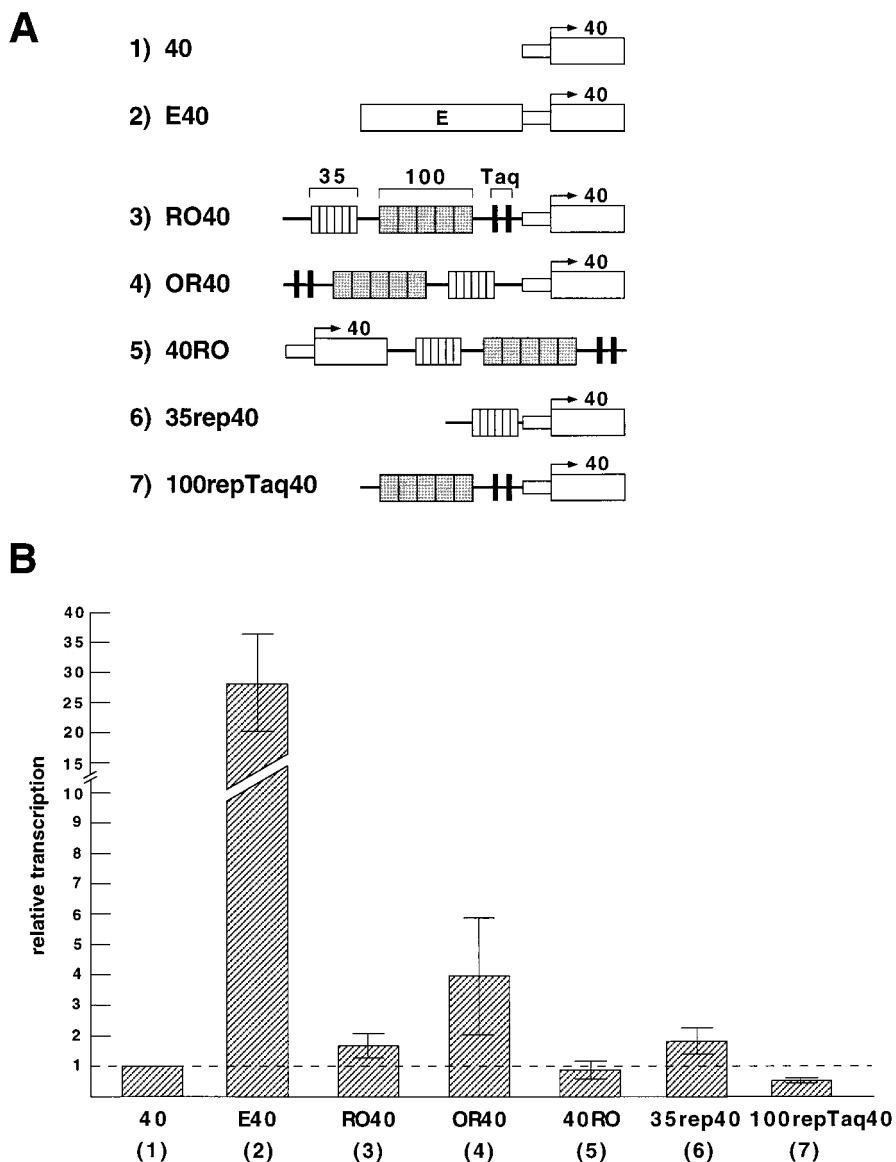 A
1) 40
40
2) E40
E
40
35 100 Taq
3) RO40
40
4) OR40
40
5) 40RO
40
6) 35rep40
40
7) 100repTaq40
40
B
relative transcription
40
35
30
25
20
15
10
9
8
7
6
5
4
3
2
1
40 E40 RO40 OR40 40RO 35rep40 100repTaq40
(1) (2) (3) (4) (5) (6) (7)